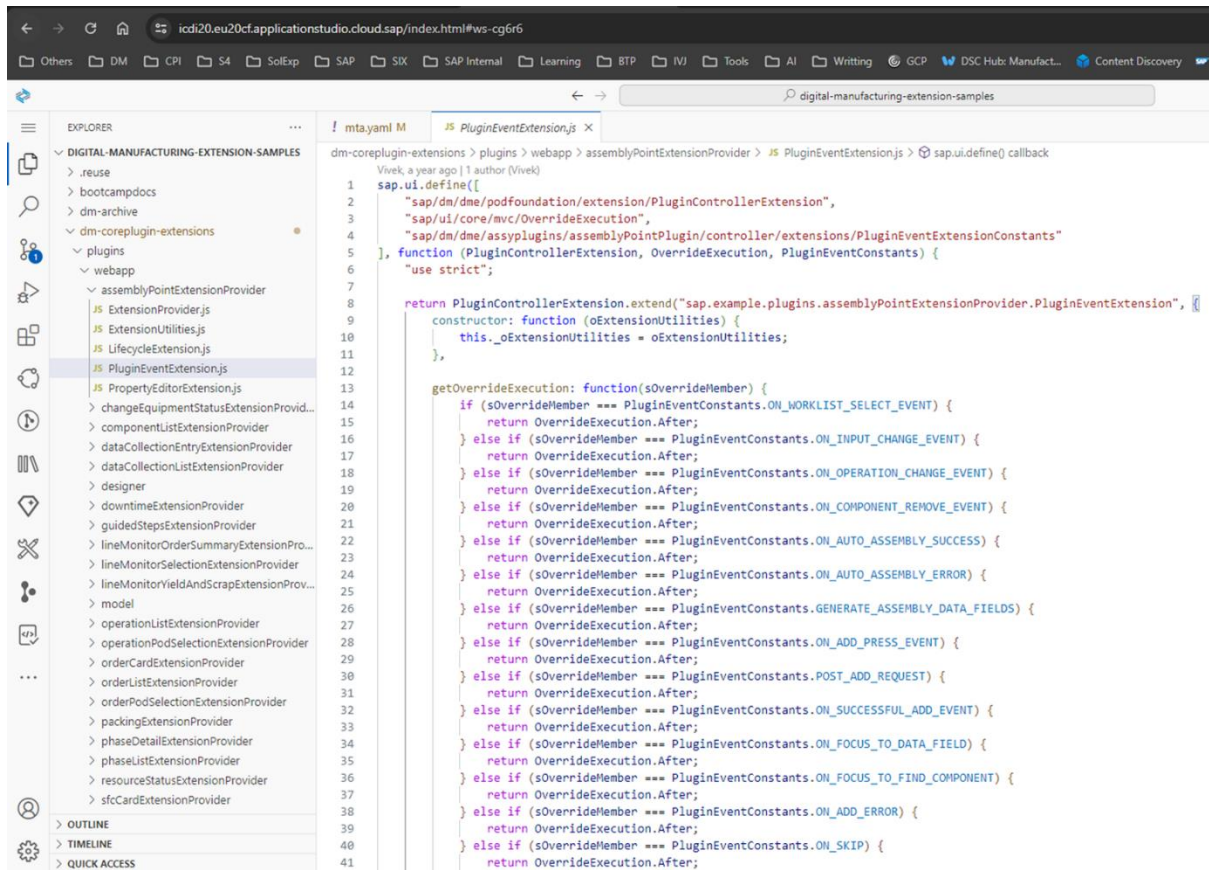 icdi20.eu20cf.applicationstudio.cloud.sap/index.html#ws-cg6r6
Others DM CPI S4 SolExp SAP SIX SAP Internal Learning BTP IVJ Tools AI Writting GCP DSC Hub: Manufact... Content Discovery
digital-manufacturing-extension-samples
EXPLORER ...
DIGITAL-MANUFACTURING-EXTENSION-SAMPLES
> .reuse
> bootcampdocs
> dm-archive
dm-coreplugin-extensions
1
plugins
webapp
assemblyPointExtensionProvider
JS ExtensionProvider.js
JS ExtensionUtilities.js
JS LifecycleExtension.js
JS PluginEventExtension.js
JS PropertyEditorExtension.js
> changeEquipmentStatusExtensionProvid...
> componentListExtensionProvider
> dataCollectionEntryExtensionProvider
> dataCollectionListExtensionProvider
> designer
> downtimeExtensionProvider
> guidedStepsExtensionProvider
> lineMonitorOrderSummaryExtensionPro...
> lineMonitorSelectionExtensionProvider
> lineMonitorYieldAndScrapExtensionProv...
> model
> operationListExtensionProvider
> operationPodSelectionExtensionProvider
> orderCardExtensionProvider
> orderListExtensionProvider
> orderPodSelectionExtensionProvider
> packingExtensionProvider
> phaseDetailExtensionProvider
> phaseListExtensionProvider
> resourceStatusExtensionProvider
> sfcCardExtensionProvider
> OUTLINE
> TIMELINE
> QUICK ACCESS
! mta.yaml M JS PluginEventExtension.js ×
dm-coreplugin-extensions > plugins > webapp > assemblyPointExtensionProvider > JS PluginEventExtension.js > sap.ui.define() callback
Vivek, a year ago | 1 author (Vivek)
1 sap.ui.define([
2 "sap/dm/dme/podfoundation/extension/PluginControllerExtension",
3 "sap/ui/core/mvc/OverrideExecution",
4 "sap/dm/dme/assyplugins/assemblyPointPlugin/controller/extensions/PluginEventExtensionConstants"
5 ], function (PluginControllerExtension, OverrideExecution, PluginEventConstants) {
6 "use strict";
7
8 return PluginControllerExtension.extend("sap.example.plugins.assemblyPointExtensionProvider.PluginEventExtension", {
9 constructor: function (oExtensionUtilities) {
10 this._oExtensionUtilities = oExtensionUtilities;
11 },
12
13 getOverrideExecution: function(sOverrideMember) {
14 if (sOverrideMember === PluginEventConstants.ON_WORKLIST_SELECT_EVENT) {
15 return OverrideExecution.After;
16 } else if (sOverrideMember === PluginEventConstants.ON_INPUT_CHANGE_EVENT) {
17 return OverrideExecution.After;
18 } else if (sOverrideMember === PluginEventConstants.ON_OPERATION_CHANGE_EVENT) {
19 return OverrideExecution.After;
20 } else if (sOverrideMember === PluginEventConstants.ON_COMPONENT_REMOVE_EVENT) {
21 return OverrideExecution.After;
22 } else if (sOverrideMember === PluginEventConstants.ON_AUTO_ASSEMBLY_SUCCESS) {
23 return OverrideExecution.After;
24 } else if (sOverrideMember === PluginEventConstants.ON_AUTO_ASSEMBLY_ERROR) {
25 return OverrideExecution.After;
26 } else if (sOverrideMember === PluginEventConstants.GENERATE_ASSEMBLY_DATA_FIELDS) {
27 return OverrideExecution.After;
28 } else if (sOverrideMember === PluginEventConstants.ON_ADD_PRESS_EVENT) {
29 return OverrideExecution.After;
30 } else if (sOverrideMember === PluginEventConstants.POST_ADD_REQUEST) {
31 return OverrideExecution.After;
32 } else if (sOverrideMember === PluginEventConstants.ON_SUCCESSFUL_ADD_EVENT) {
33 return OverrideExecution.After;
34 } else if (sOverrideMember === PluginEventConstants.ON_FOCUS_TO_DATA_FIELD) {
35 return OverrideExecution.After;
36 } else if (sOverrideMember === PluginEventConstants.ON_FOCUS_TO_FIND_COMPONENT) {
37 return OverrideExecution.After;
38 } else if (sOverrideMember === PluginEventConstants.ON_ADD_ERROR) {
39 return OverrideExecution.After;
40 } else if (sOverrideMember === PluginEventConstants.ON_SKIP) {
41 return OverrideExecution.After;